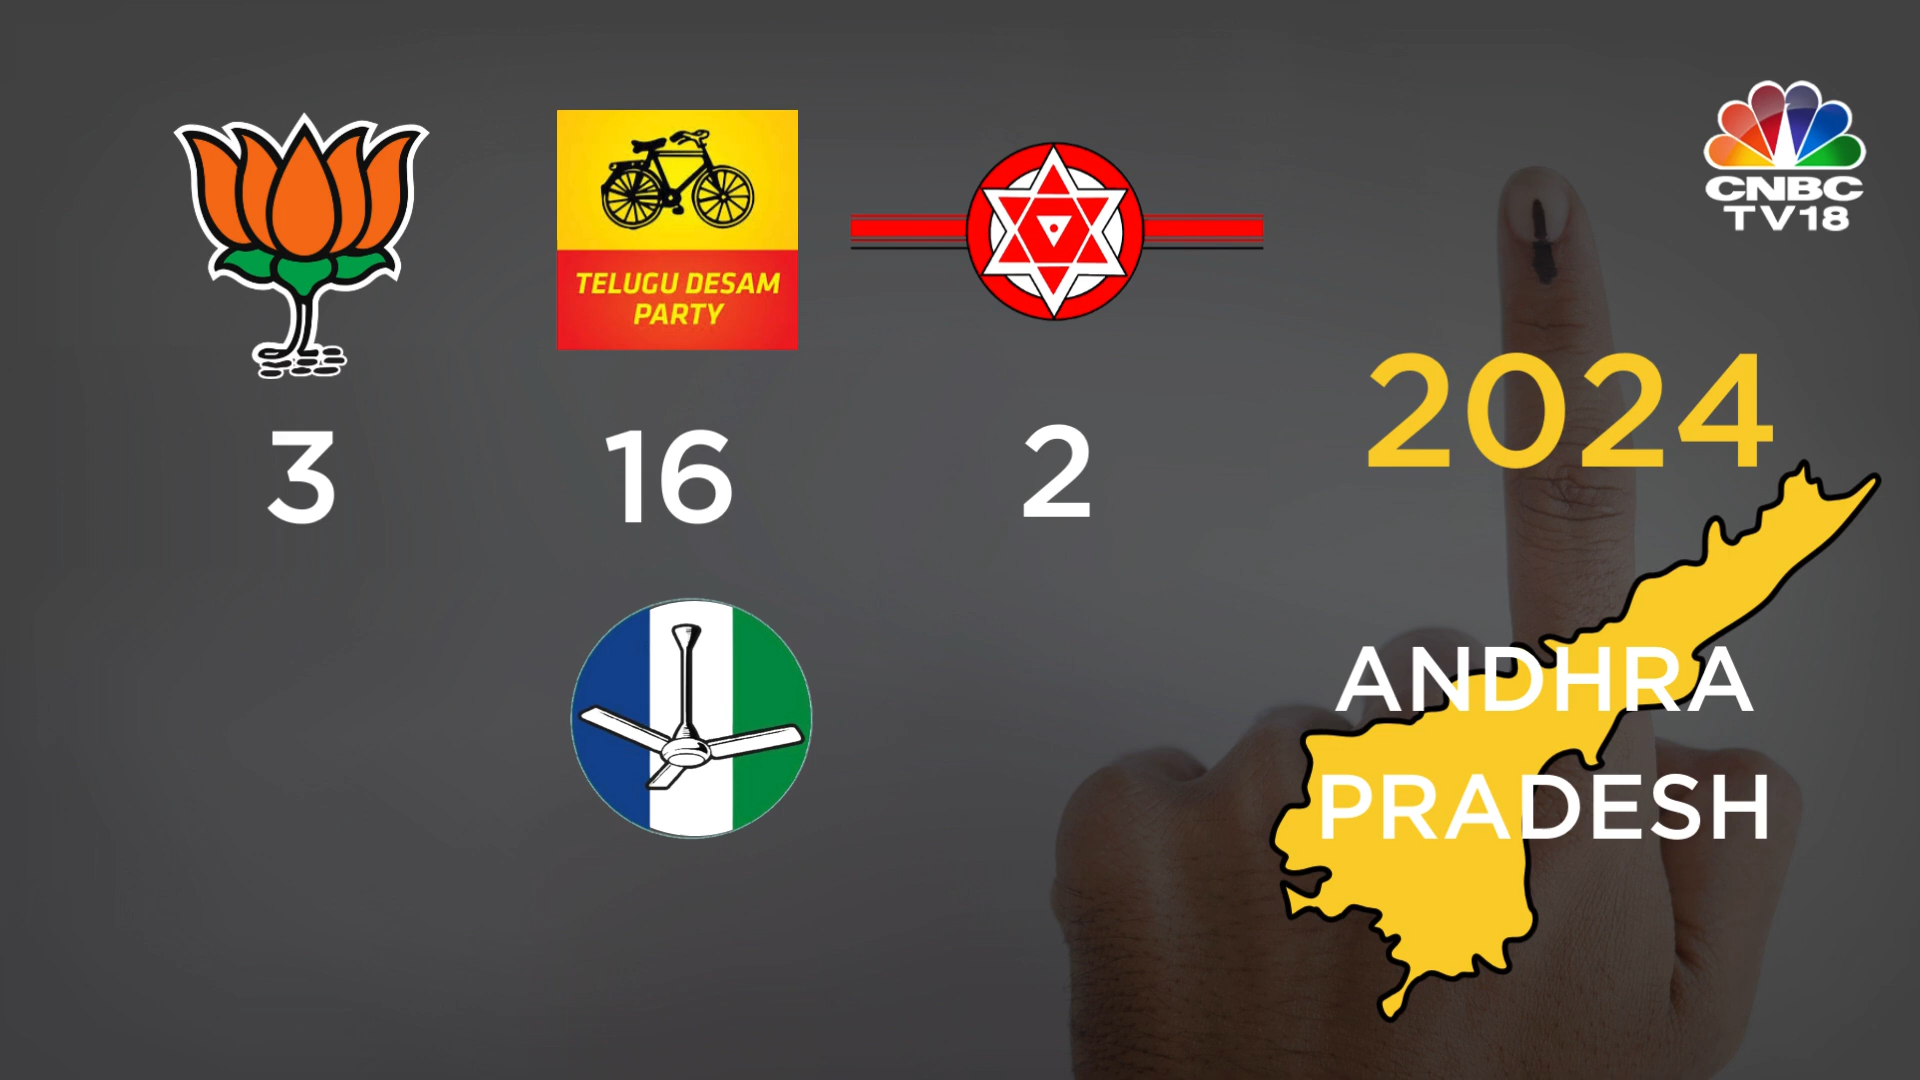 TELUGU DESAM
PARTY
3
16
2
CNBC
TV18
2024
ANDHRA
PRADESH